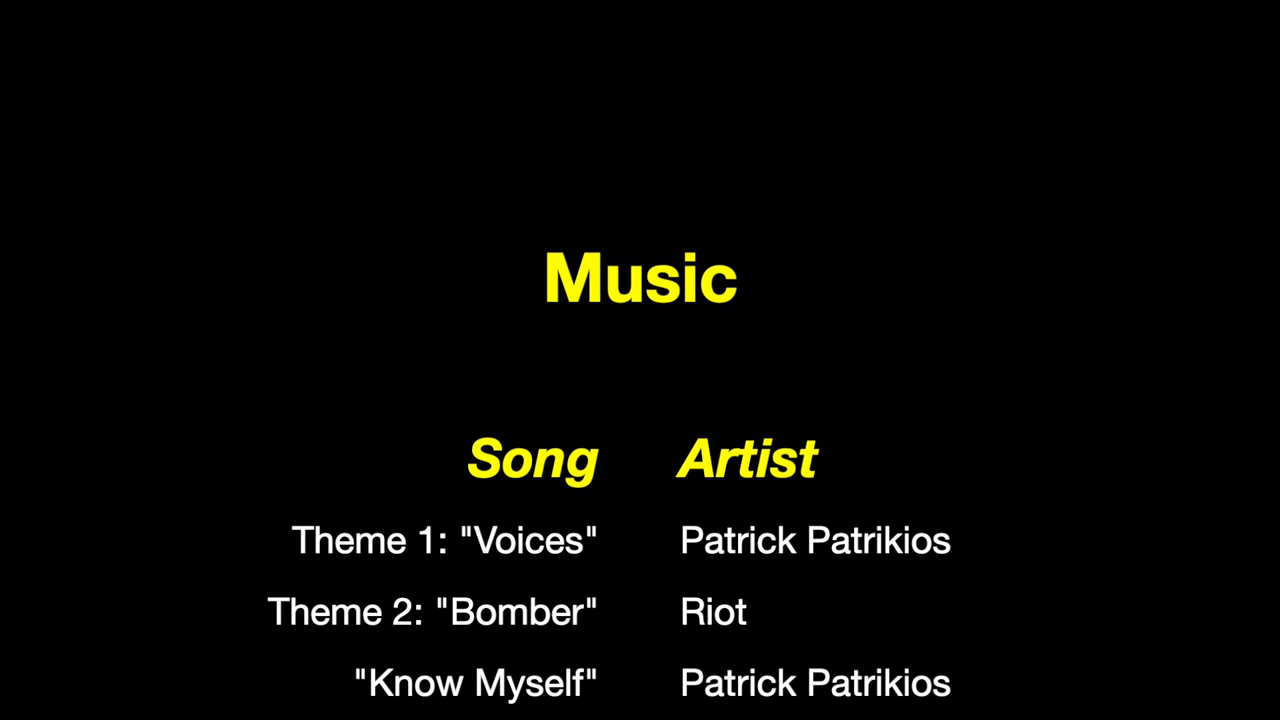 Music
Song Artist
Theme 1: "Voices" Patrick Patrikios
Theme 2: "Bomber" Riot
"Know Myself" Patrick Patrikios